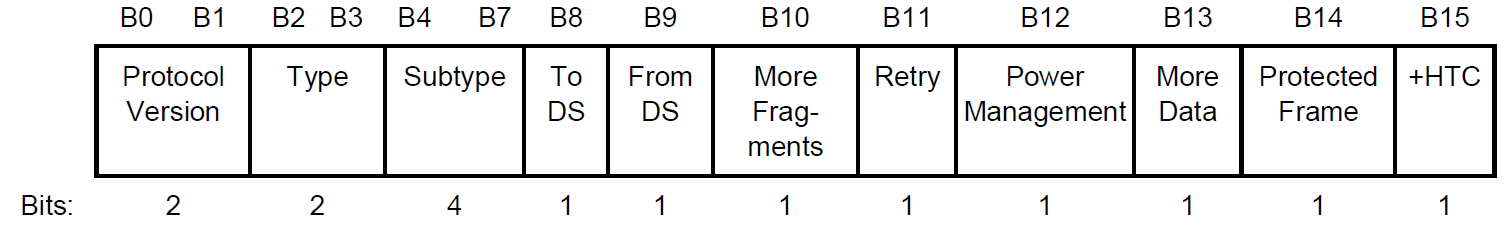 B0 B1 B2 B3 B4 B7 B8 B9 B10 B11 B12 B13 B14 B15
Protocol Type Subtype To From More Retry Power More Protected +HTC
Version DS DS Frag- Management Data Frame
ments
Bits: 2 2 4 1 1 1 1 1 1 1 1